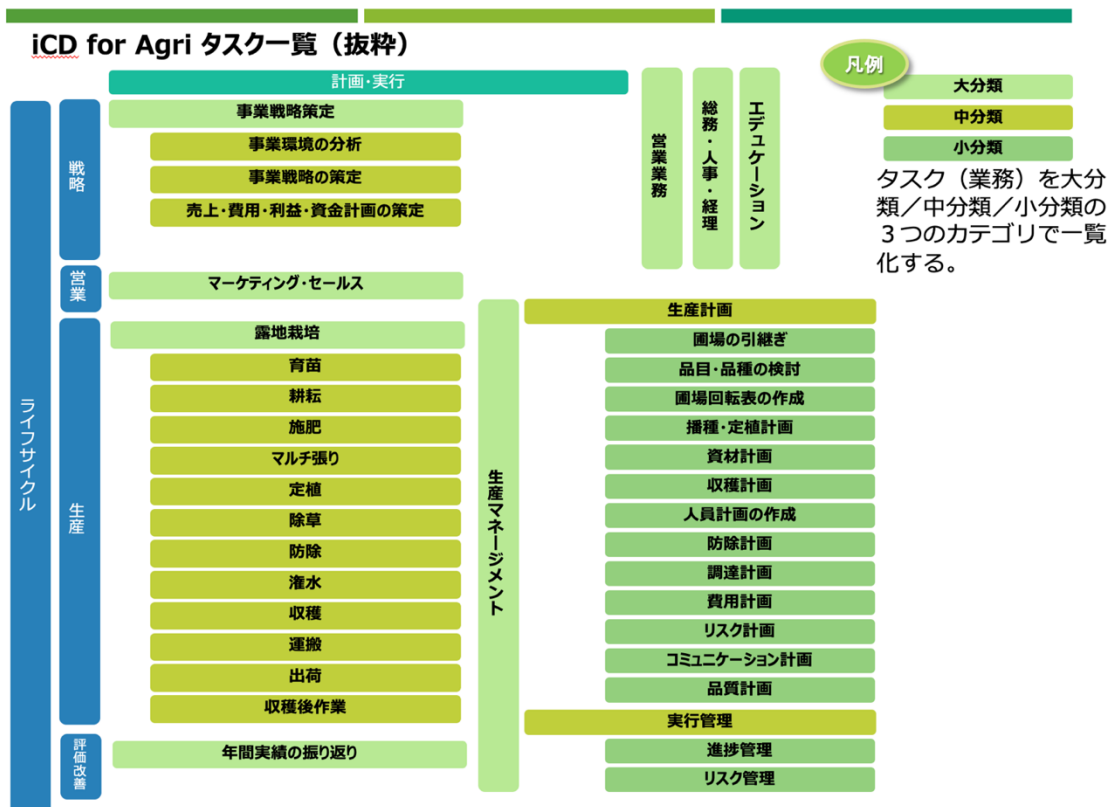 iCD for Agri タスク一覧（抜粋）
凡例
大分類
中分類
小分類
タスク（業務）を大分
類／中分類／小分類の
３つのカテゴリで一覧
化する。
計画・実行
ライフサイクル
戦略
事業戦略策定
事業環境の分析
事業戦略の策定
売上・費用・利益・資金計画の策定
営業業務
総務・人事・経理
エデュケーション
営業
マーケティング・セールス
生産
露地栽培
育苗
耕耘
施肥
マルチ張り
定植
除草
防除
潅水
収穫
運搬
出荷
収穫後作業
生産マネージメント
生産計画
圃場の引継ぎ
品目・品種の検討
圃場回転表の作成
播種・定植計画
資材計画
収穫計画
人員計画の作成
防除計画
調達計画
費用計画
リスク計画
コミュニケーション計画
品質計画
実行管理
進捗管理
リスク管理
評価改善
年間実績の振り返り